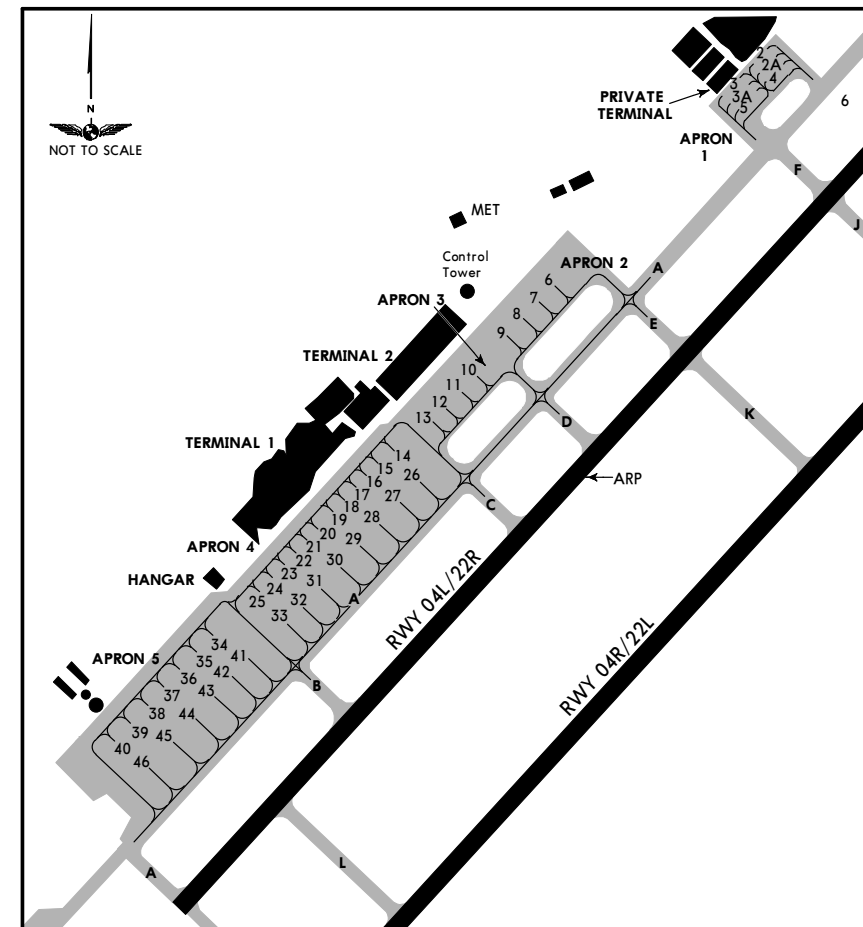 N
NOT TO SCALE
PRIVATE
TERMINAL
2
2A
4
3
3A
5
6
APRON
1
F
J
MET
Control
Tower
APRON 2
A
6
7
8
9
E
APRON 3
10
11
12
13
K
D
TERMINAL 2
TERMINAL 1
ARP
C
14
15
16
17
18
19
20
21
22
23
24
25
26
27
28
29
30
31
32
33
APRON 4
HANGAR
A
RWY 04L/22R
RWY 04R/22L
B
APRON 5
34
35
36
37
38
39
40
41
42
43
44
45
46
A
L